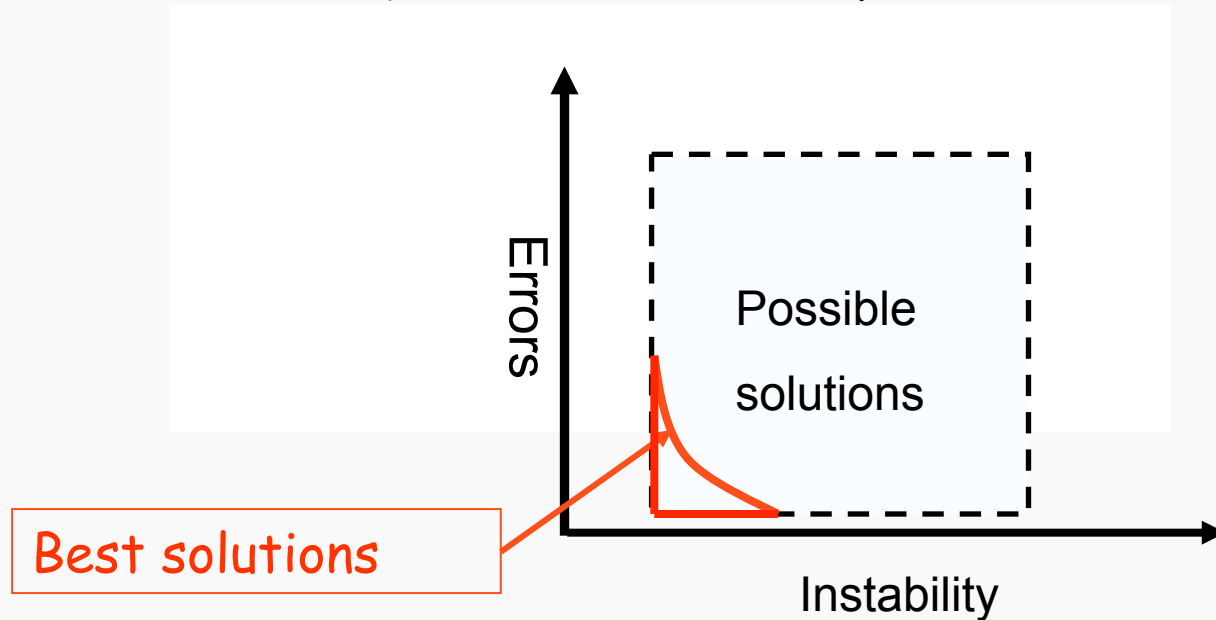 Errors
Possible
solutions
Best solutions
Instability